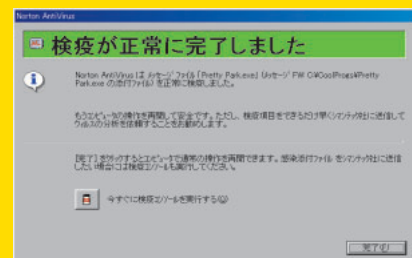 Norton AntiVirus
検疫が正常に完了しました
Norton AntiVirus は メッセージ ファイル「Pretty Park.exe」(メッセージ' FW: C:¥CoolProgs¥Pretty
Park.exe の添付ファイル) を正常に検疫しました。
もうコンピュータの操作を再開して安全です。ただし、検疫項目をできるだけ早くシマンテック社に送信して
ウィルスの分析を依頼することをお勧めします。
[完了] をクリックするとコンピュータで通常の操作を再開できます。感染添付ファイル をシマンテック社に送信
したい場合には検疫コンソールも実行してください。
今すぐに検疫コンソールを実行する(Q)
完了(F)